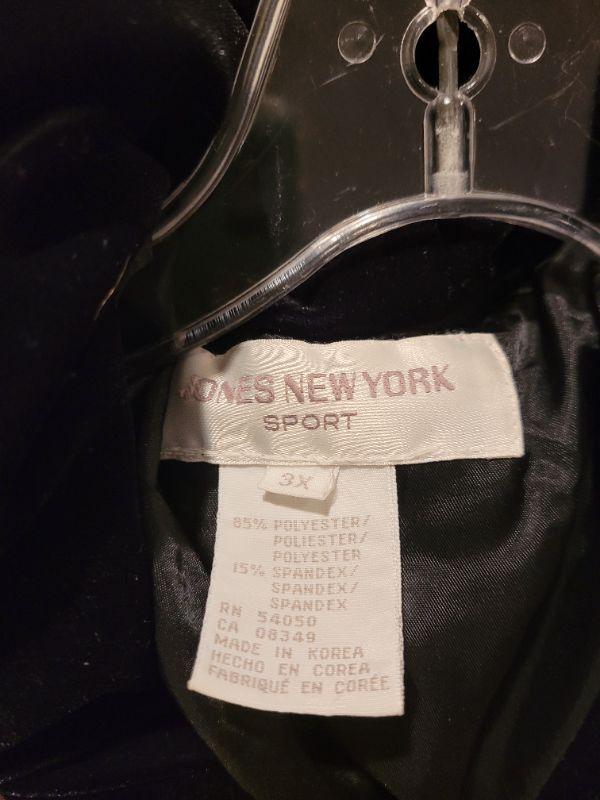 JONES NEW YORK
SPORT
3X
85% POLYESTER/
POLIESTER/
POLYESTER
15% SPANDEX/
SPANDEX/
SPANDEX
RN 54050
CA 08349
MADE IN KOREA
HECHO EN COREA
FABRIQUÉ EN CORÉE